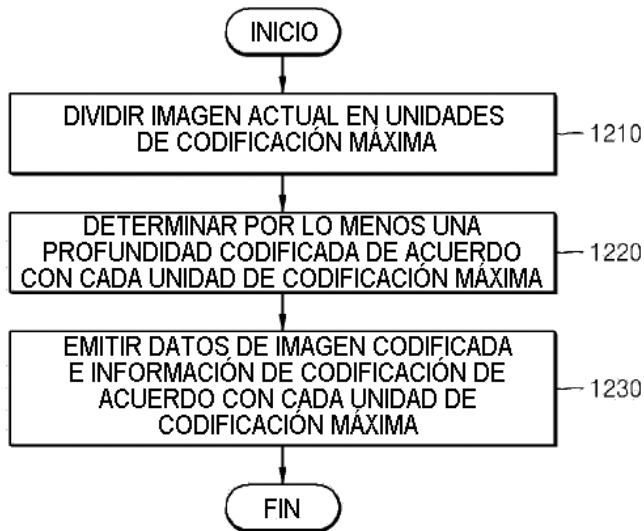 INICIO
DIVIDIR IMAGEN ACTUAL EN UNIDADES
DE CODIFICACIÓN MÁXIMA
1210
DETERMINAR POR LO MENOS UNA
PROFUNDIDAD CODIFICADA DE ACUERDO
CON CADA UNIDAD DE CODIFICACIÓN MÁXIMA
1220
EMITIR DATOS DE IMAGEN CODIFICADA
E INFORMACIÓN DE CODIFICACIÓN DE
ACUERDO CON CADA UNIDAD DE
CODIFICACIÓN MÁXIMA
1230
FIN